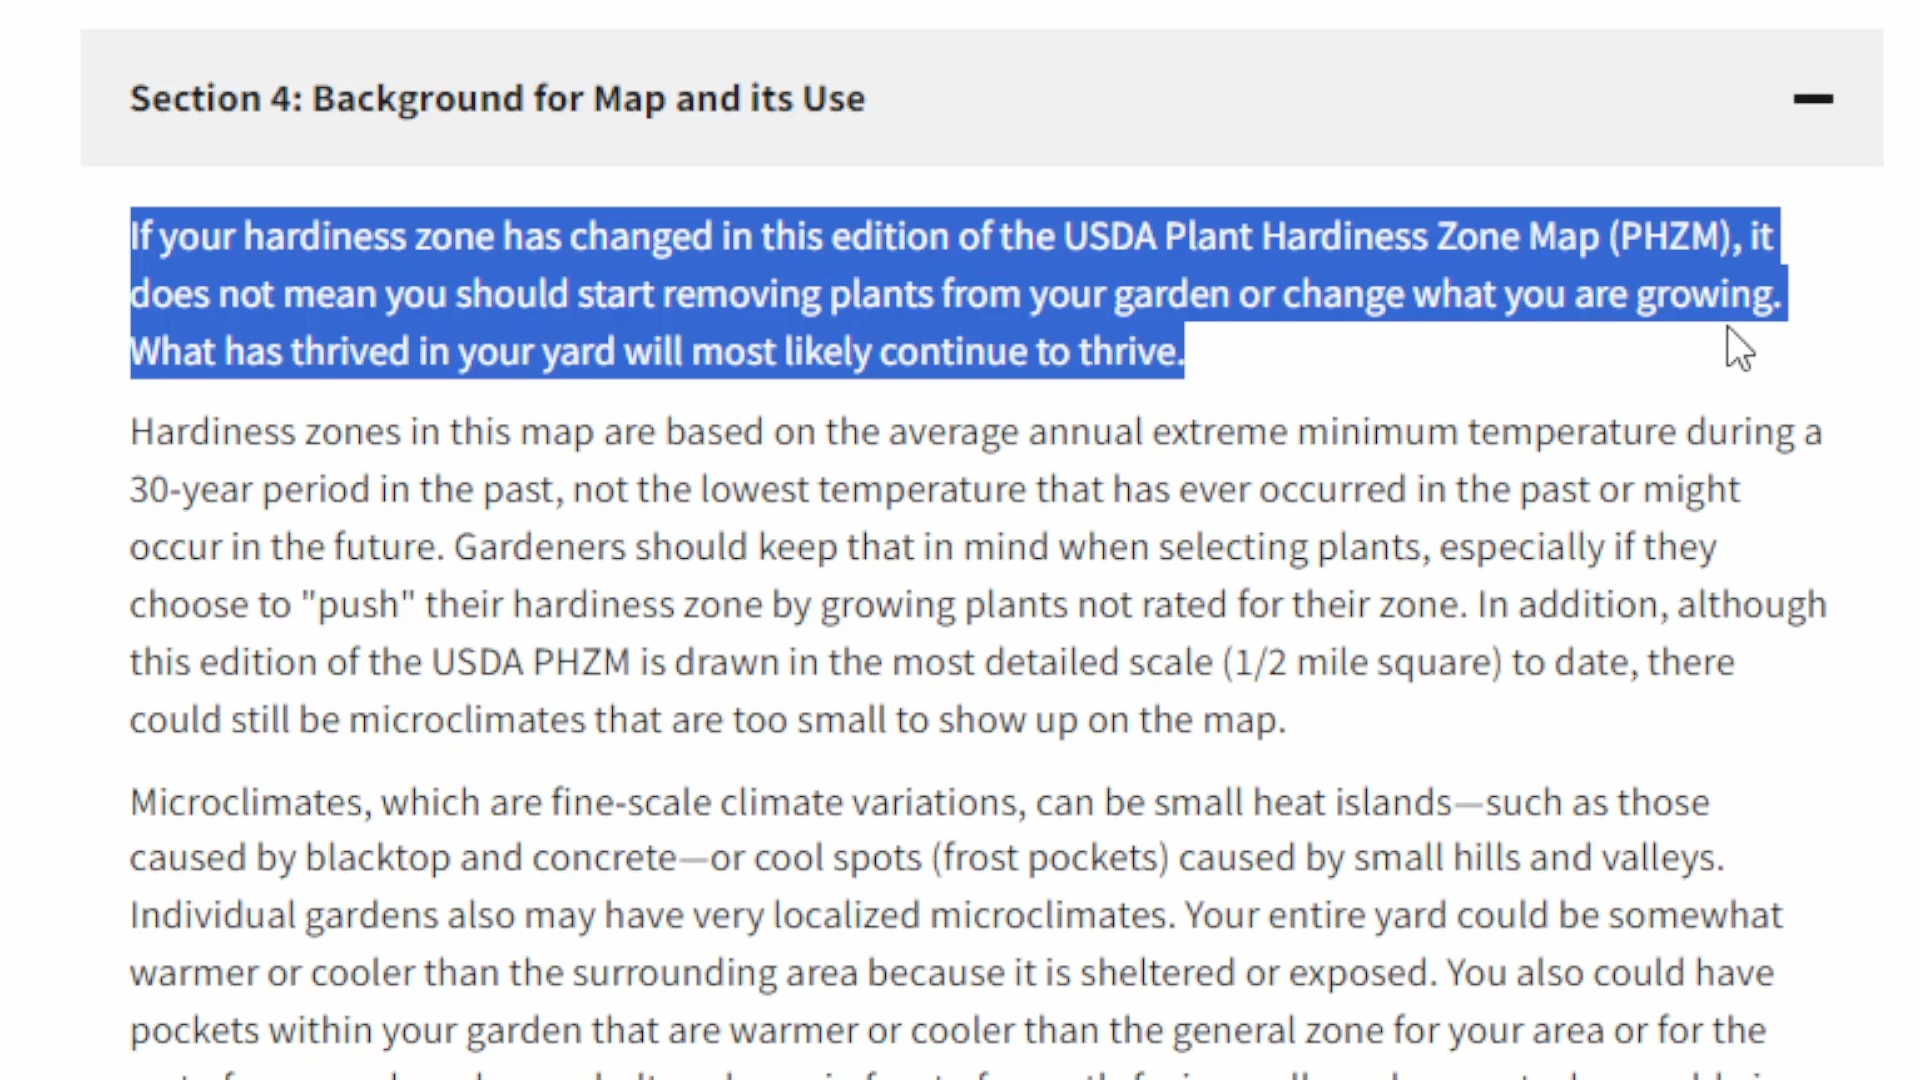 Section 4: Background for Map and its Use
If your hardiness zone has changed in this edition of the USDA Plant Hardiness Zone Map (PHZM), it
does not mean you should start removing plants from your garden or change what you are growing.
What has thrived in your yard will most likely continue to thrive.
Hardiness zones in this map are based on the average annual extreme minimum temperature during a
30-year period in the past, not the lowest temperature that has ever occurred in the past or might
occur in the future. Gardeners should keep that in mind when selecting plants, especially if they
choose to "push" their hardiness zone by growing plants not rated for their zone. In addition, although
this edition of the USDA PHZM is drawn in the most detailed scale (1/2 mile square) to date, there
could still be microclimates that are too small to show up on the map.
Microclimates, which are fine-scale climate variations, can be small heat islands—such as those
caused by blacktop and concrete—or cool spots (frost pockets) caused by small hills and valleys.
Individual gardens also may have very localized microclimates. Your entire yard could be somewhat
warmer or cooler than the surrounding area because it is sheltered or exposed. You also could have
pockets within your garden that are warmer or cooler than the general zone for your area or for the